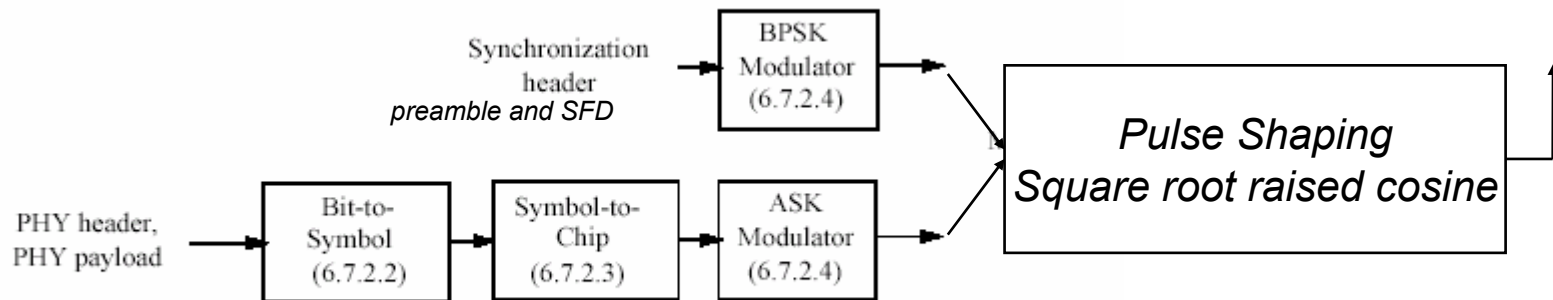 Synchronization
header
preamble and SFD
BPSK
Modulator
(6.7.2.4)
Pulse Shaping
Square root raised cosine
PHY header,
PHY payload
Bit-to-
Symbol
(6.7.2.2)
Symbol-to-
Chip
(6.7.2.3)
ASK
Modulator
(6.7.2.4)